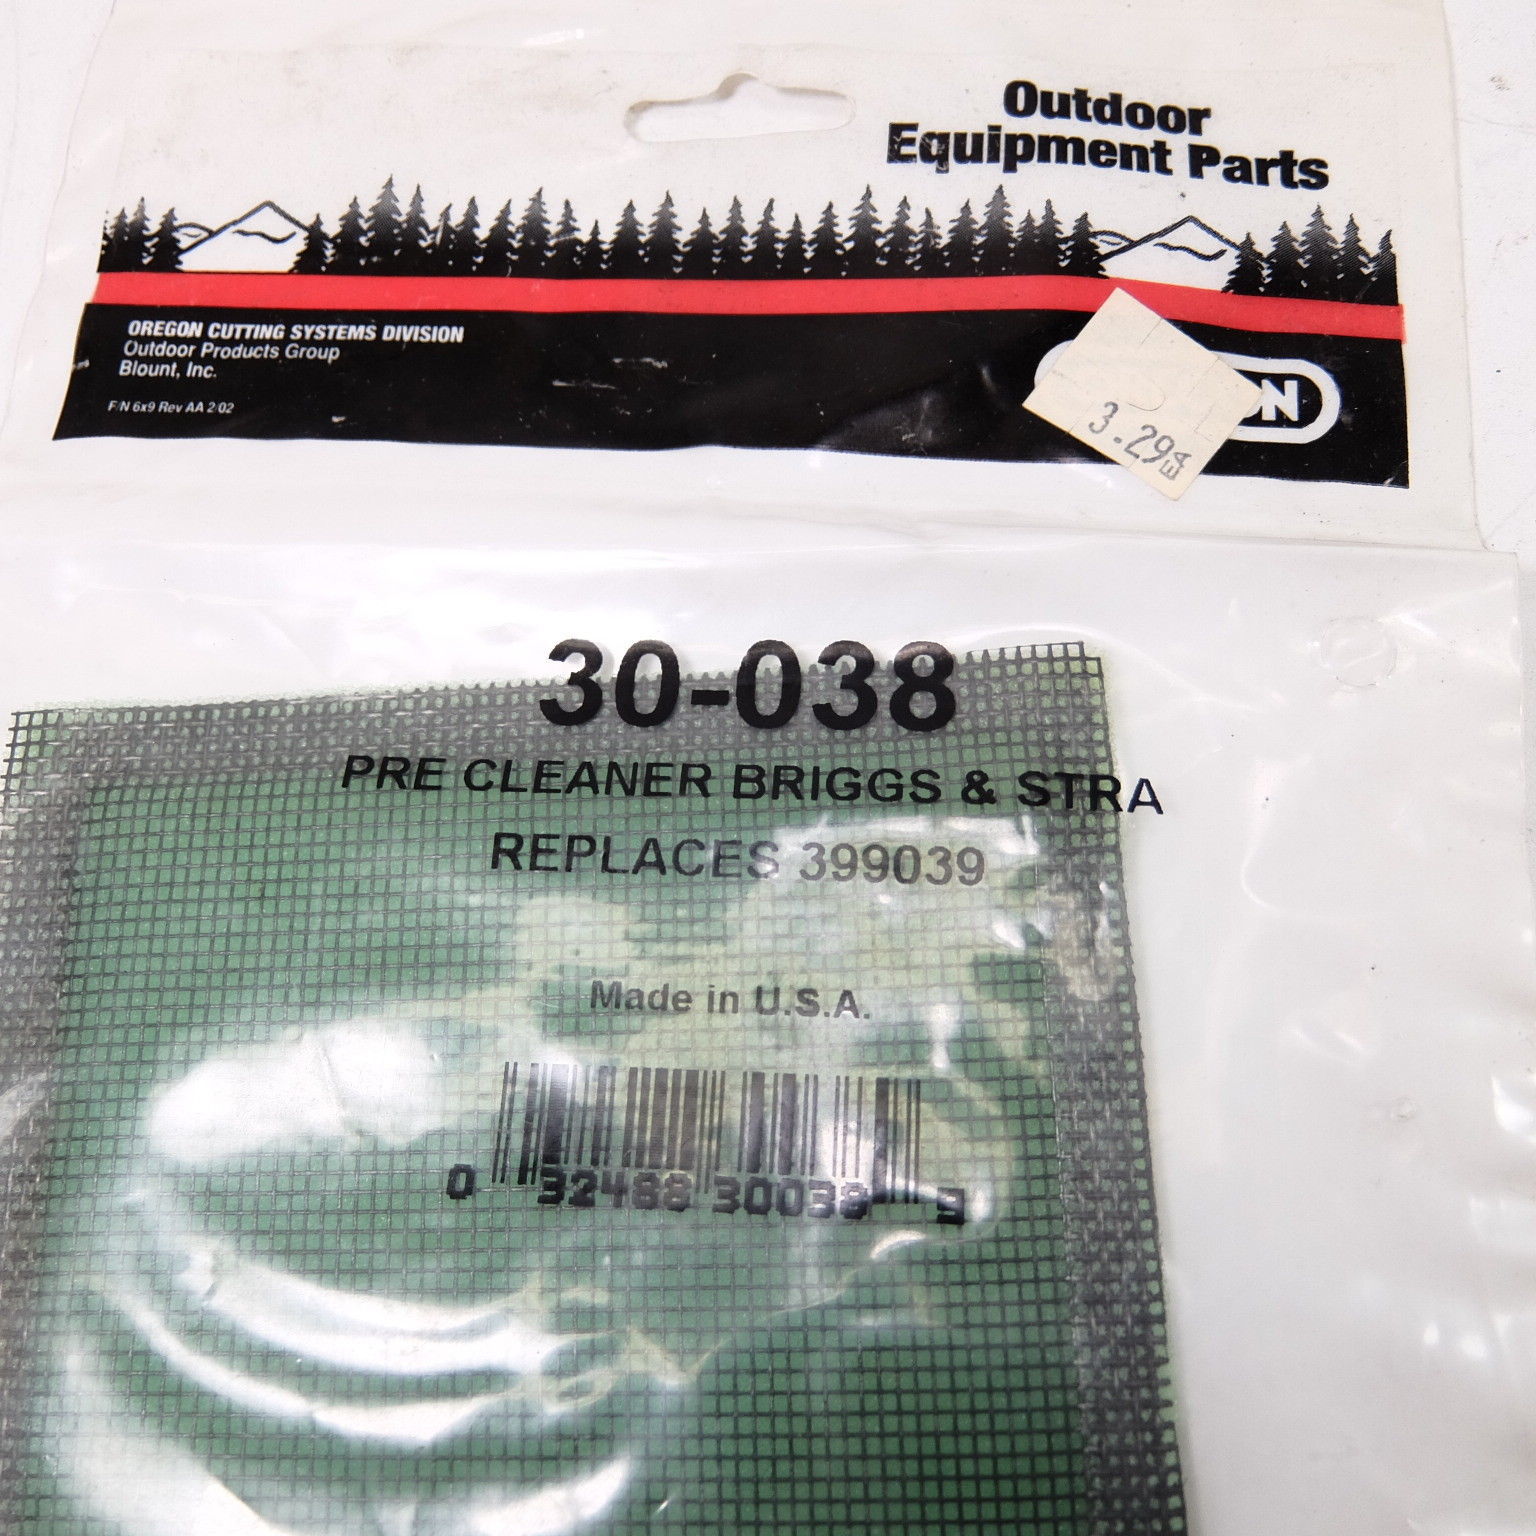 Outdoor
Equipment Parts
OREGON CUTTING SYSTEMS DIVISION
Outdoor Products Group
Blount, Inc.
F/N 6x9 Rev AA 2/02
ON
3.29
30-038
PRE CLEANER BRIGGS & STRA
REPLACES 399039
Made in U.S.A.
0 32488 30038 9